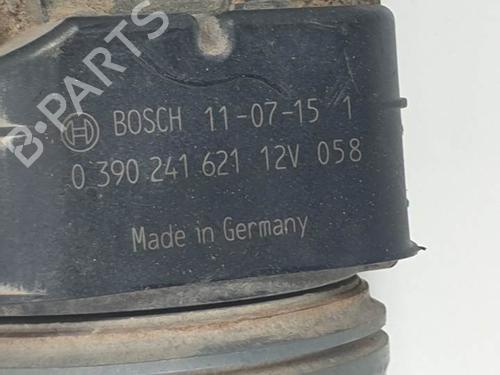 B-PARTS
BOSCH 11-07-15 1
0 390 241 621 12V 058
Made in Germany